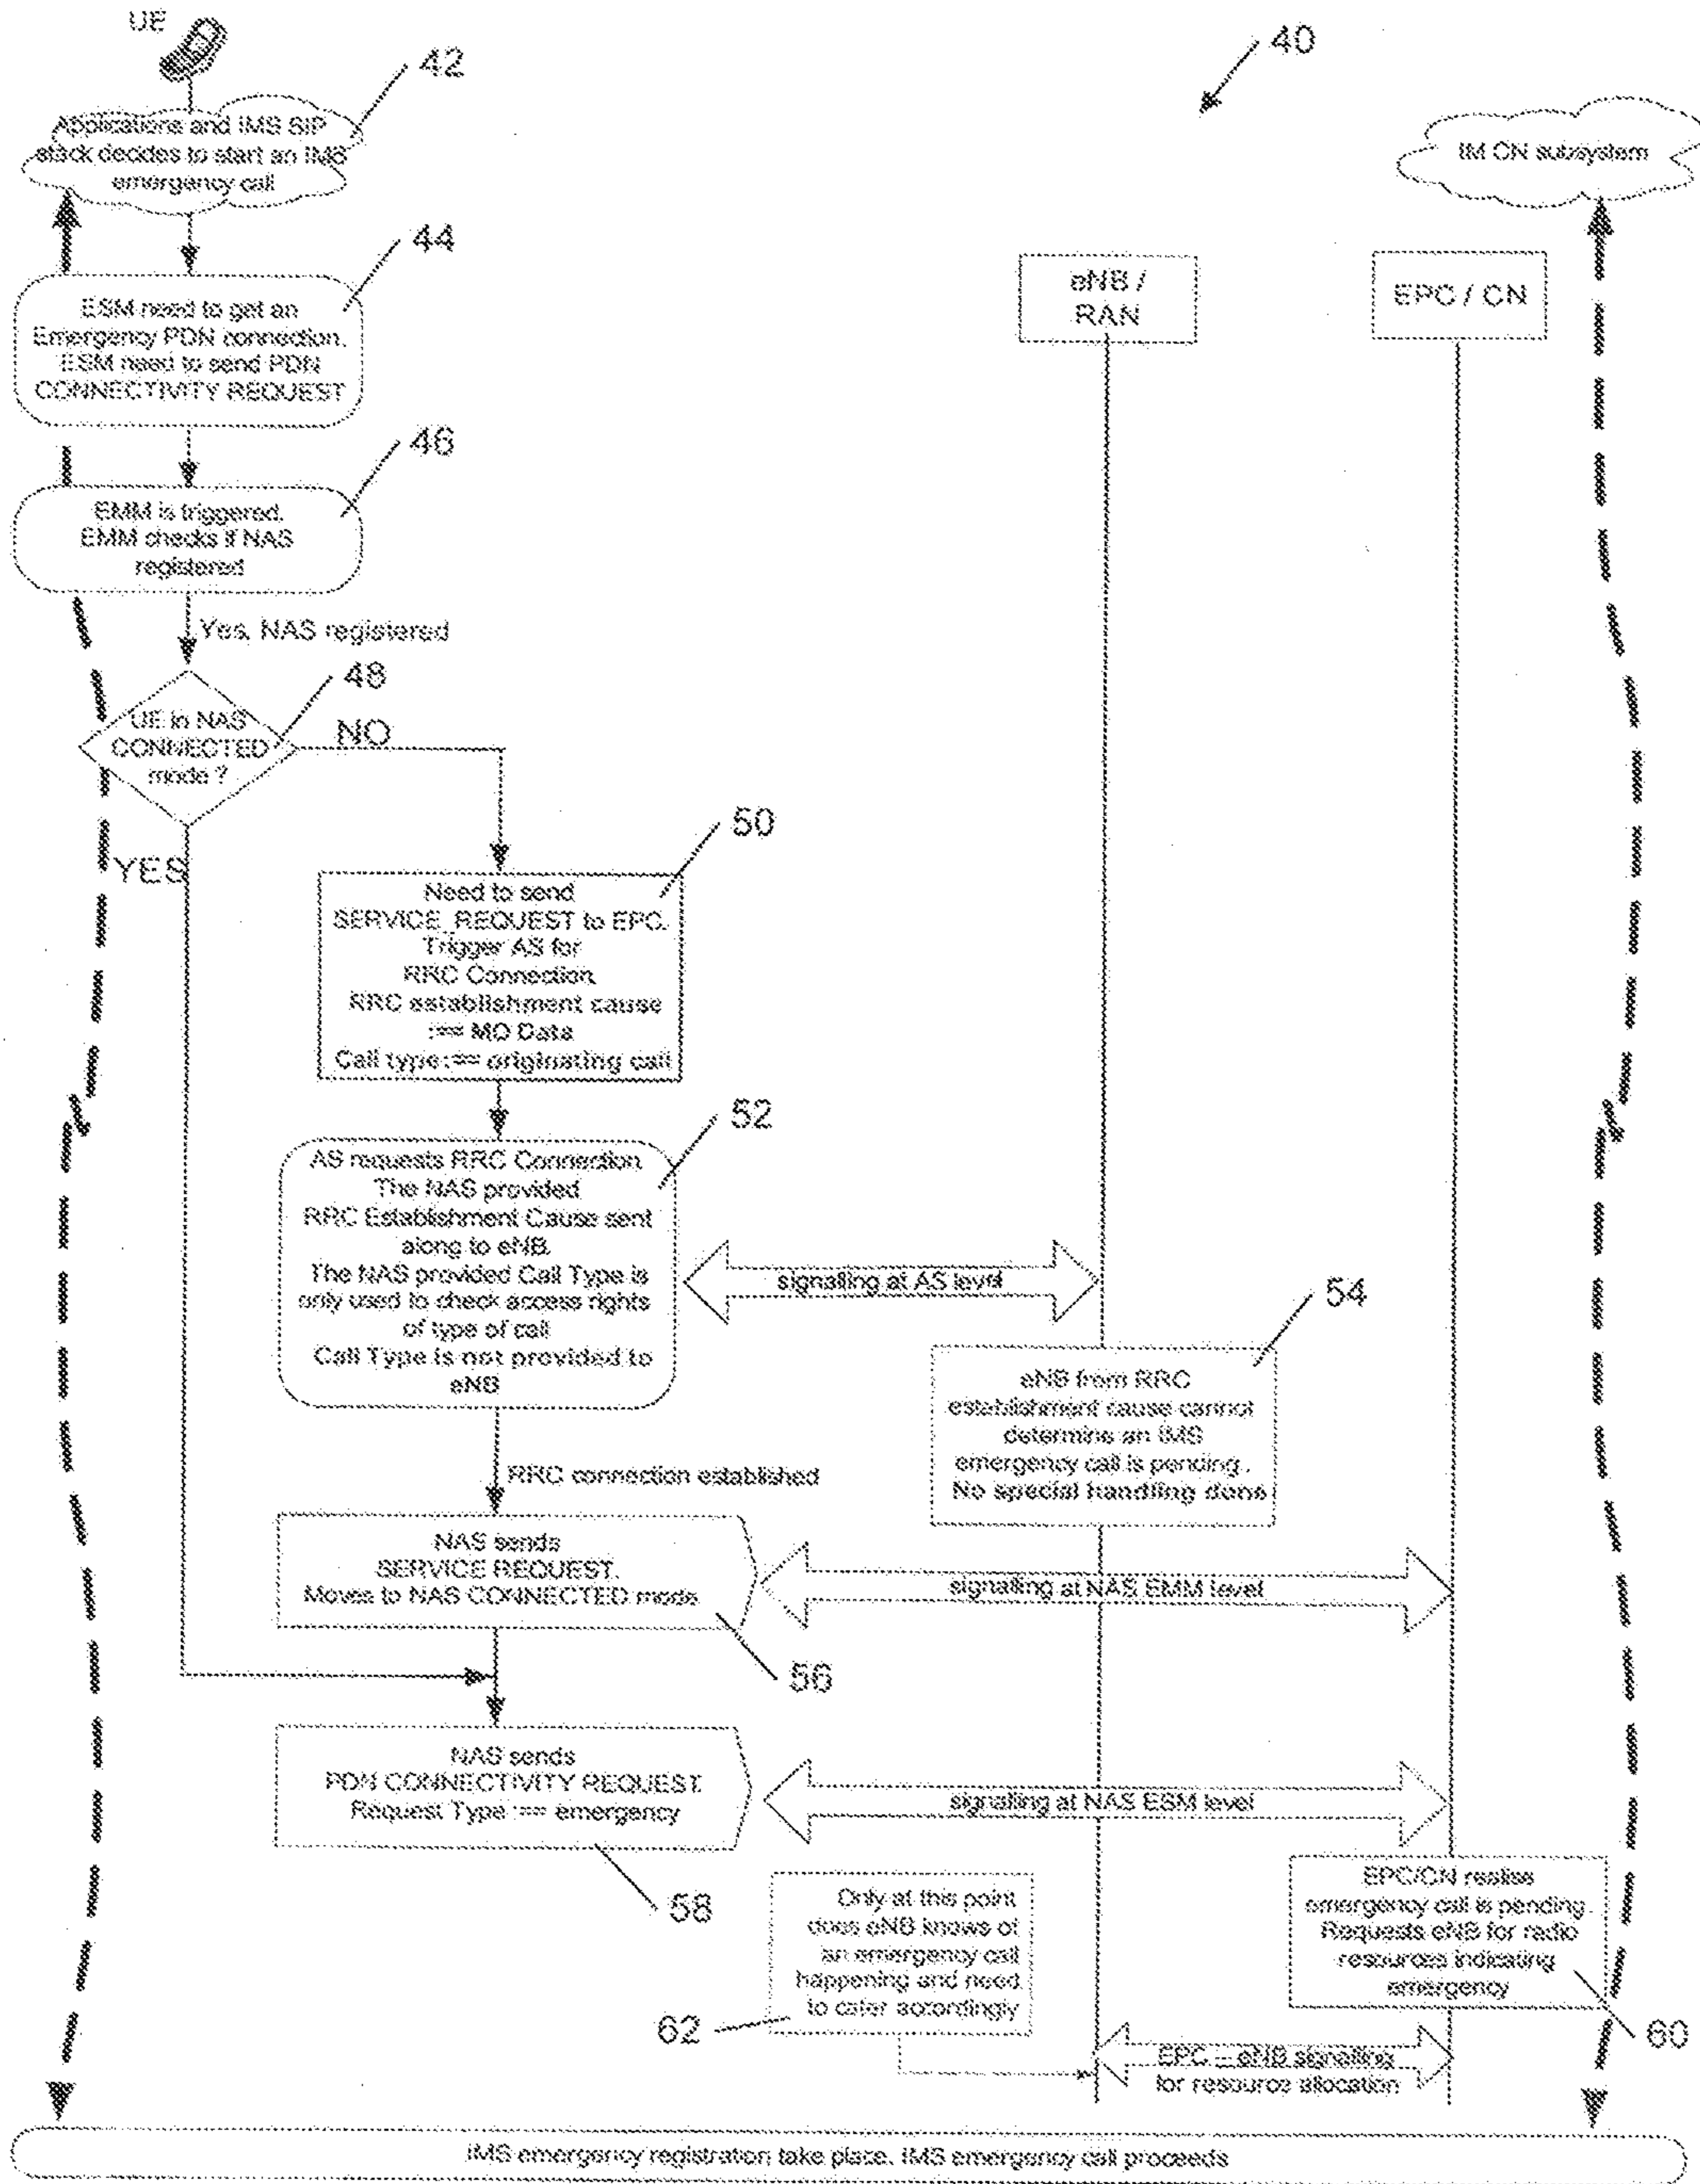 UE
40
42
Applications and IMS SIP
stack decides to start an IMS
emergency call
IM CN subsystem
44
ESM need to get an
Emergency PDN connection.
ESM need to send PDN
CONNECTIVITY REQUEST
eNB /
RAN
EPC / CN
46
EMM is triggered.
EMM checks if NAS
registered
Yes, NAS registered
48
UE in NAS
CONNECTED
mode ?
NO
YES
50
Need to send
SERVICE_REQUEST to EPC.
Trigger AS for
RRC Connection
RRC establishment cause
:== MO Data
Call type :== originating call
52
AS requests RRC Connection
The NAS provided
RRC Establishment Cause sent
along to eNB.
The NAS provided Call Type is
only used to check access rights
of type of call
Call Type is not provided to
eNB
signalling at AS level
54
eNB from RRC
establishment cause cannot
determine an IMS
emergency call is pending.
No special handling done
RRC connection established
NAS sends
SERVICE REQUEST.
Moves to NAS CONNECTED mode
signalling at NAS EMM level
56
NAS sends
PDN CONNECTIVITY REQUEST.
Request Type :== emergency
signalling at NAS ESM level
58
Only at this point
does eNB knows of
an emergency call
happening and need
to cater accordingly
62
EPC/CN realise
emergency call is pending.
Requests eNB for radio
resources indicating
emergency
60
EPC – eNB signalling
for resource allocation
IMS emergency registration take place. IMS emergency call proceeds